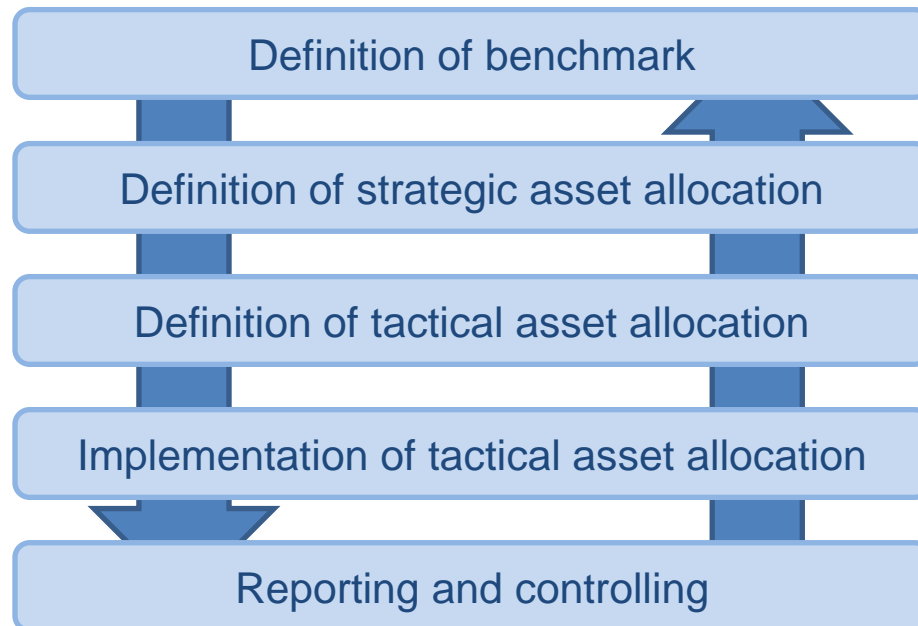 Definition of benchmark
Definition of strategic asset allocation
Definition of tactical asset allocation
Implementation of tactical asset allocation
Reporting and controlling